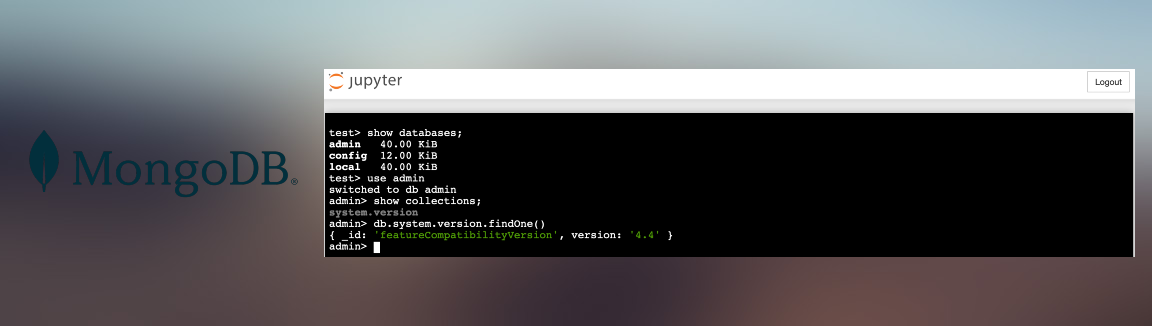 jupyter
Logout
MongoDB®
test> show databases;
admin   40.00 KiB
config  12.00 KiB
local   40.00 KiB
test> use admin
switched to db admin
admin> show collections;
system.version
admin> db.system.version.findOne()
{ _id: 'featureCompatibilityVersion', version: '4.4' }
admin>